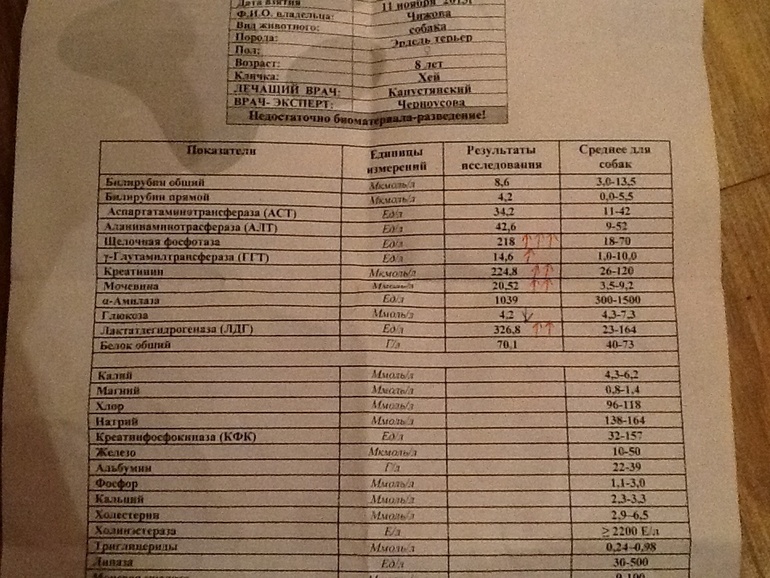 Дата взятия 11 ноября
Ф.И.О. владельца: Чижова
Вид животного: собака
Порода: Эрдель терьер
Пол: ♀
Возраст: 8 лет
Кличка: Хей
ЛЕЧАЩИЙ ВРАЧ: Капустянский
ВРАЧ- ЭКСПЕРТ: Черноусова
Недостаточно биоматериала-разведение!
Показатели Единицы измерений Результаты исследования Среднее для собак
Билирубин общий Мкмоль/л 8,6 3,0-13,5
Билирубин прямой Мкмоль/л 4,2 0,0-5,5
Аспартатаминотрансфераза (АСТ) Ед/л 34,2 11-42
Аланинаминотрасфераза (АЛТ) Ед/л 42,6 9-52
Щелочная фосфотаза Ед/л 218 ↑↑↑ 18-70
γ-Глутамилтрансфераза (ГГТ) Ед/л 14,6 ↑ 1,0-10,0
Креатинин Мкмоль/л 224,8 ↑↑ 26-120
Мочевина Ммоль/л 20,52 ↑↑ 3,5-9,2
α-Амилаза Ед/л 1039 300-1500
Глюкоза Ммоль/л 4,2 ↓ 4,3-7,3
Лактатдегидрогеназа (ЛДГ) Ед/л 326,8 ↑↑ 23-164
Белок общий Г/л 70,1 40-73
Калий Ммоль/л 4,3-6,2
Магний Ммоль/л 0,8-1,4
Хлор Ммоль/л 96-118
Натрий Ммоль/л 138-164
Креатинфосфокиназа (КФК) Ед/л 32-157
Железо Мкмоль/л 10-50
Альбумин Г/л 22-39
Фосфор Ммоль/л 1,1-3,0
Кальций Ммоль/л 2,3-3,3
Холестерин Ммоль/л 2,9-6,5
Холинэстераза Е/л ≥ 2200 Е/л
Триглицериды Ммоль/л 0,24-0,98
Липаза Ед/л 30-500